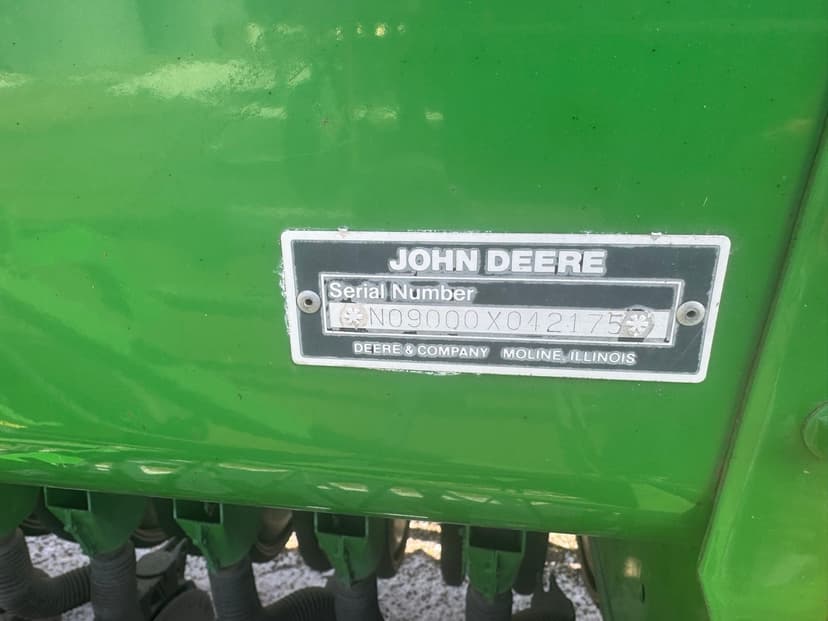 JOHN DEERE
Serial Number
N09000X042175
DEERE & COMPANY MOLINE, ILLINOIS